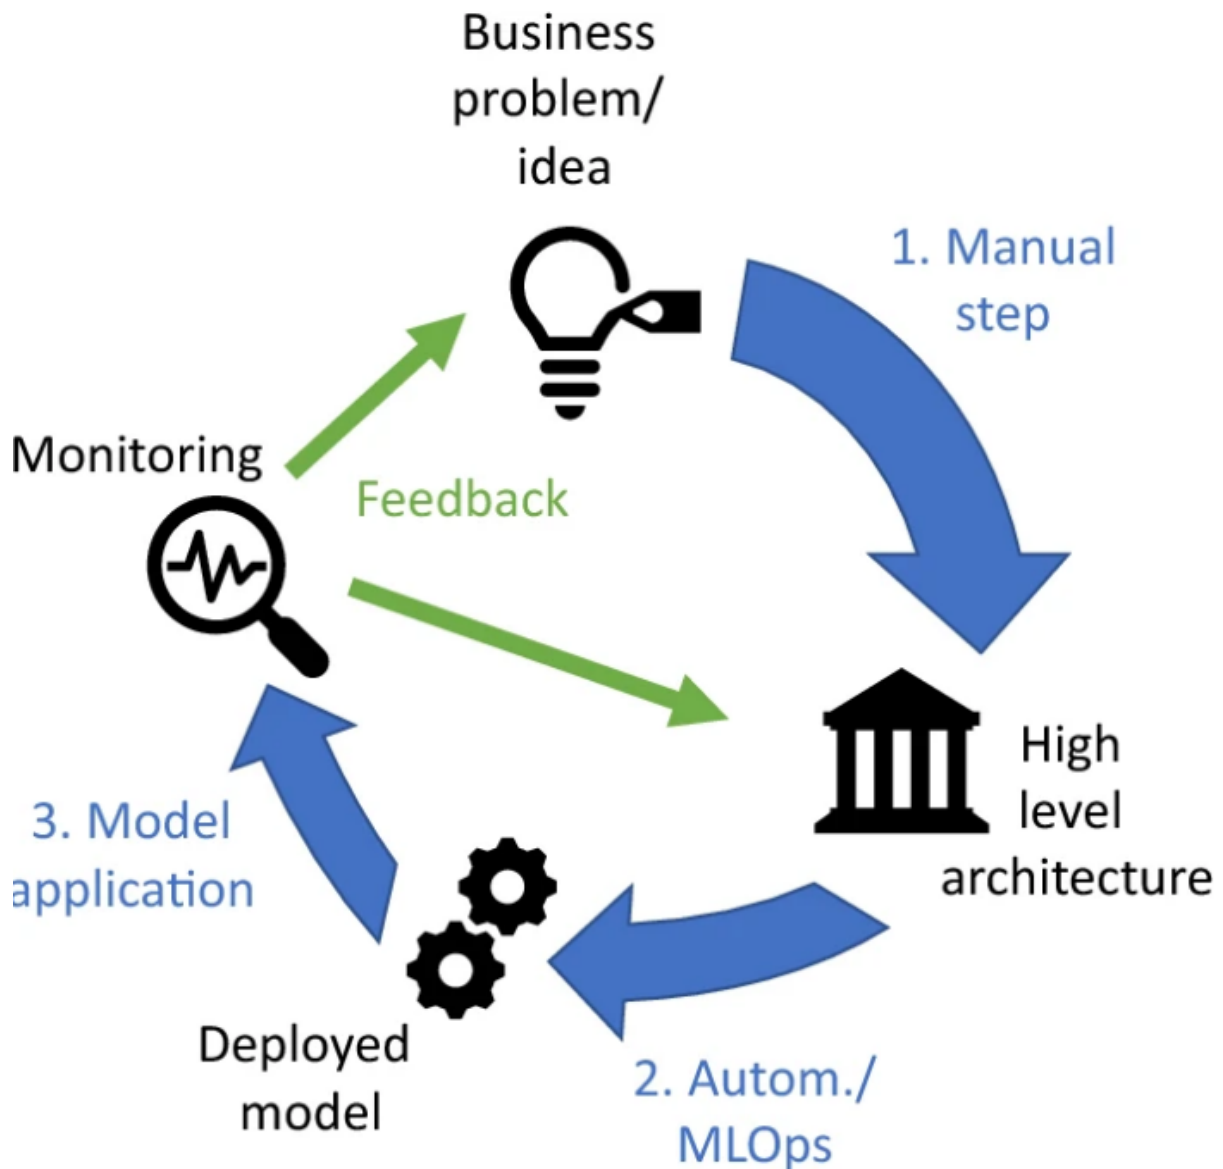 Business
problem/
idea
1. Manual
step
Monitoring
Feedback
High
level
architecture
3. Model
application
Deployed
model
2. Autom./
MLOps